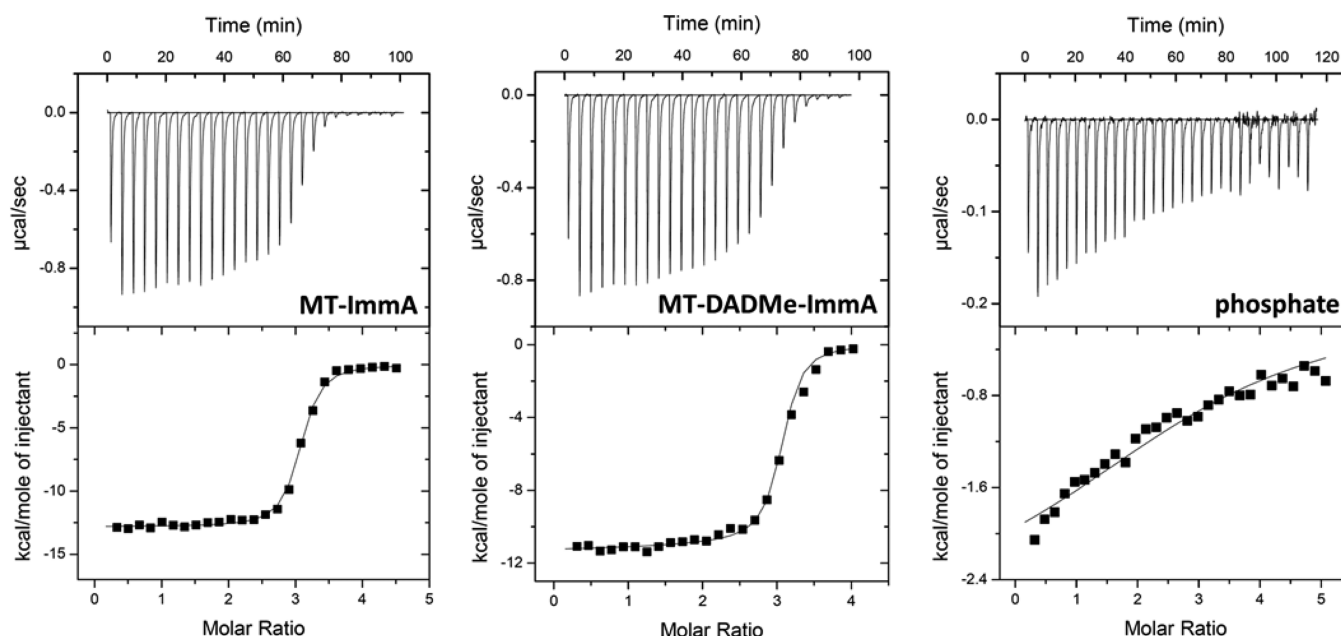 Time (min)
0 20 40 60 80 100
0.0
-0.4
-0.8
µcal/sec
MT-ImmA
0
-5
-10
-15
kcal/mole of injectant
0 1 2 3 4 5
Molar Ratio
Time (min)
0 20 40 60 80 100
0.0
-0.4
-0.8
µcal/sec
MT-DADMe-ImmA
0
-4
-8
-12
kcal/mole of injectant
0 1 2 3 4
Molar Ratio
Time (min)
0 20 40 60 80 100 120
0.0
-0.1
-0.2
µcal/sec
phosphate
-0.8
-1.6
-2.4
kcal/mole of injectant
0 1 2 3 4 5
Molar Ratio